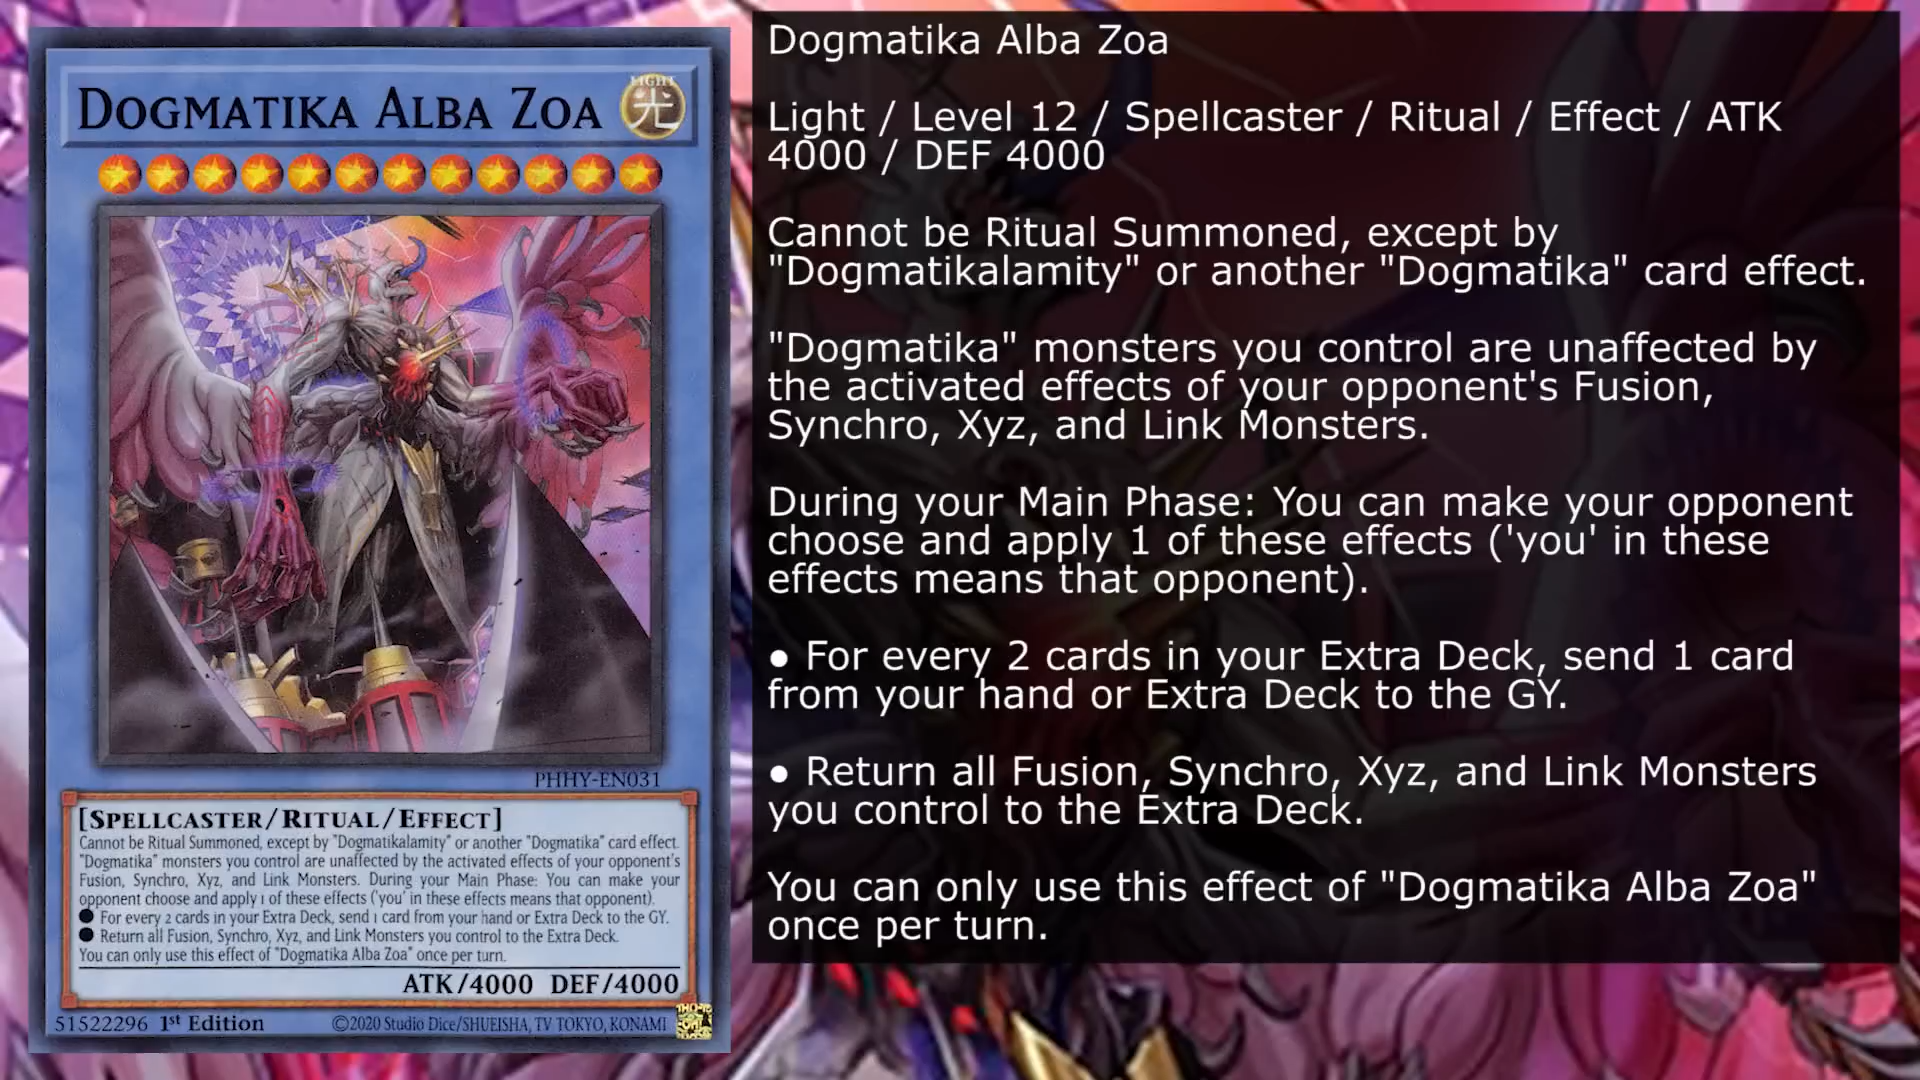 DOGMATIKA ALBA ZOA
LIGHT
光
PHHY-EN031
[SPELLCASTER/RITUAL/EFFECT]
Cannot be Ritual Summoned, except by "Dogmatikalamity" or another "Dogmatika" card effect.
"Dogmatika" monsters you control are unaffected by the activated effects of your opponent's
Fusion, Synchro, Xyz, and Link Monsters. During your Main Phase: You can make your
opponent choose and apply 1 of these effects ('you' in these effects means that opponent).
● For every 2 cards in your Extra Deck, send 1 card from your hand or Extra Deck to the GY.
● Return all Fusion, Synchro, Xyz, and Link Monsters you control to the Extra Deck.
You can only use this effect of "Dogmatika Alba Zoa" once per turn.
ATK/4000 DEF/4000
51522296 1st Edition
©2020 Studio Dice/SHUEISHA, TV TOKYO, KONAMI
Dogmatika Alba Zoa
Light / Level 12 / Spellcaster / Ritual / Effect / ATK
4000 / DEF 4000
Cannot be Ritual Summoned, except by
"Dogmatikalamity" or another "Dogmatika" card effect.
"Dogmatika" monsters you control are unaffected by
the activated effects of your opponent's Fusion,
Synchro, Xyz, and Link Monsters.
During your Main Phase: You can make your opponent
choose and apply 1 of these effects ('you' in these
effects means that opponent).
● For every 2 cards in your Extra Deck, send 1 card
from your hand or Extra Deck to the GY.
● Return all Fusion, Synchro, Xyz, and Link Monsters
you control to the Extra Deck.
You can only use this effect of "Dogmatika Alba Zoa"
once per turn.